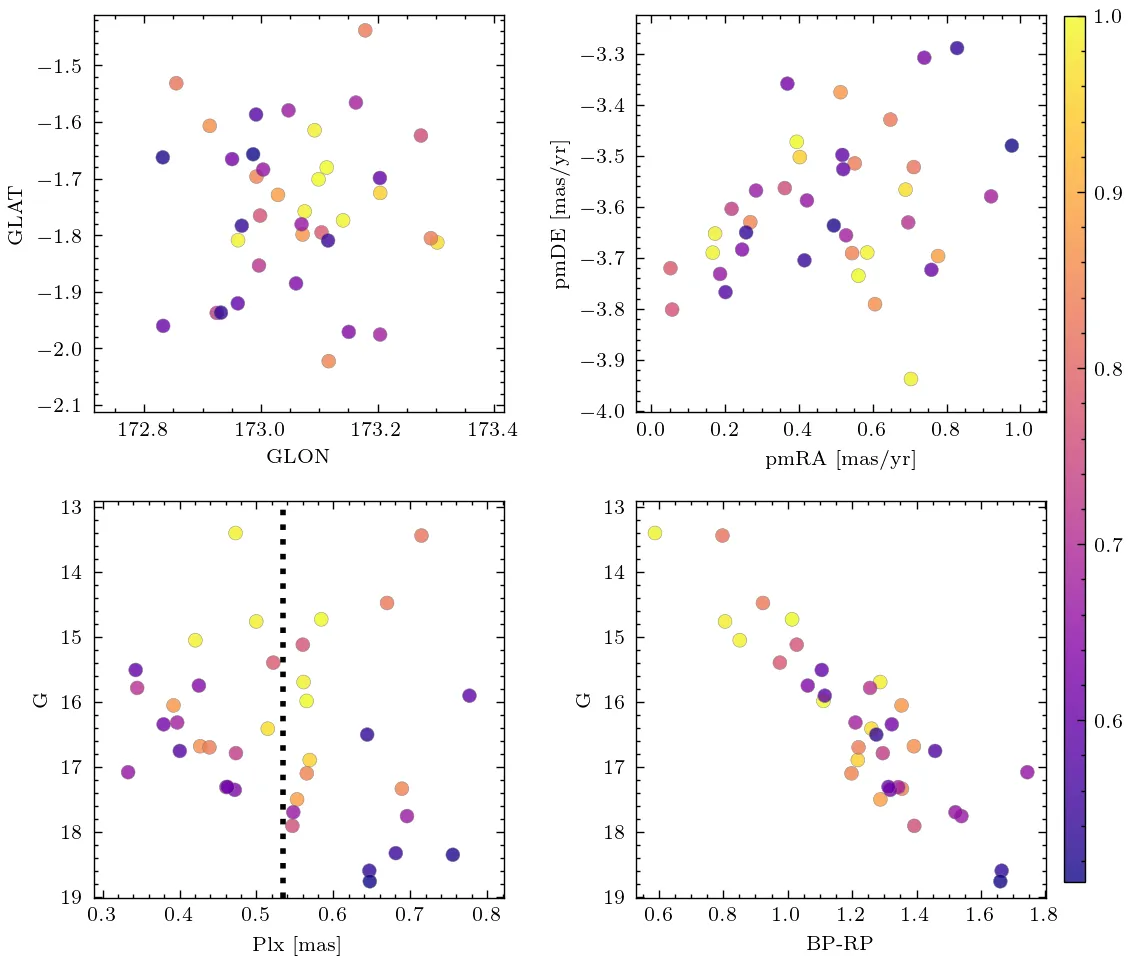 −1.5
−1.6
−1.7
−1.8
−1.9
−2.0
−2.1
GLAT
172.8 173.0 173.2 173.4
GLON
−3.3
−3.4
−3.5
−3.6
−3.7
−3.8
−3.9
−4.0
pmDE [mas/yr]
0.0 0.2 0.4 0.6 0.8 1.0
pmRA [mas/yr]
1.0
0.9
0.8
0.7
0.6
13
14
15
16
17
18
19
G
0.3 0.4 0.5 0.6 0.7 0.8
Plx [mas]
13
14
15
16
17
18
19
G
0.6 0.8 1.0 1.2 1.4 1.6 1.8
BP-RP